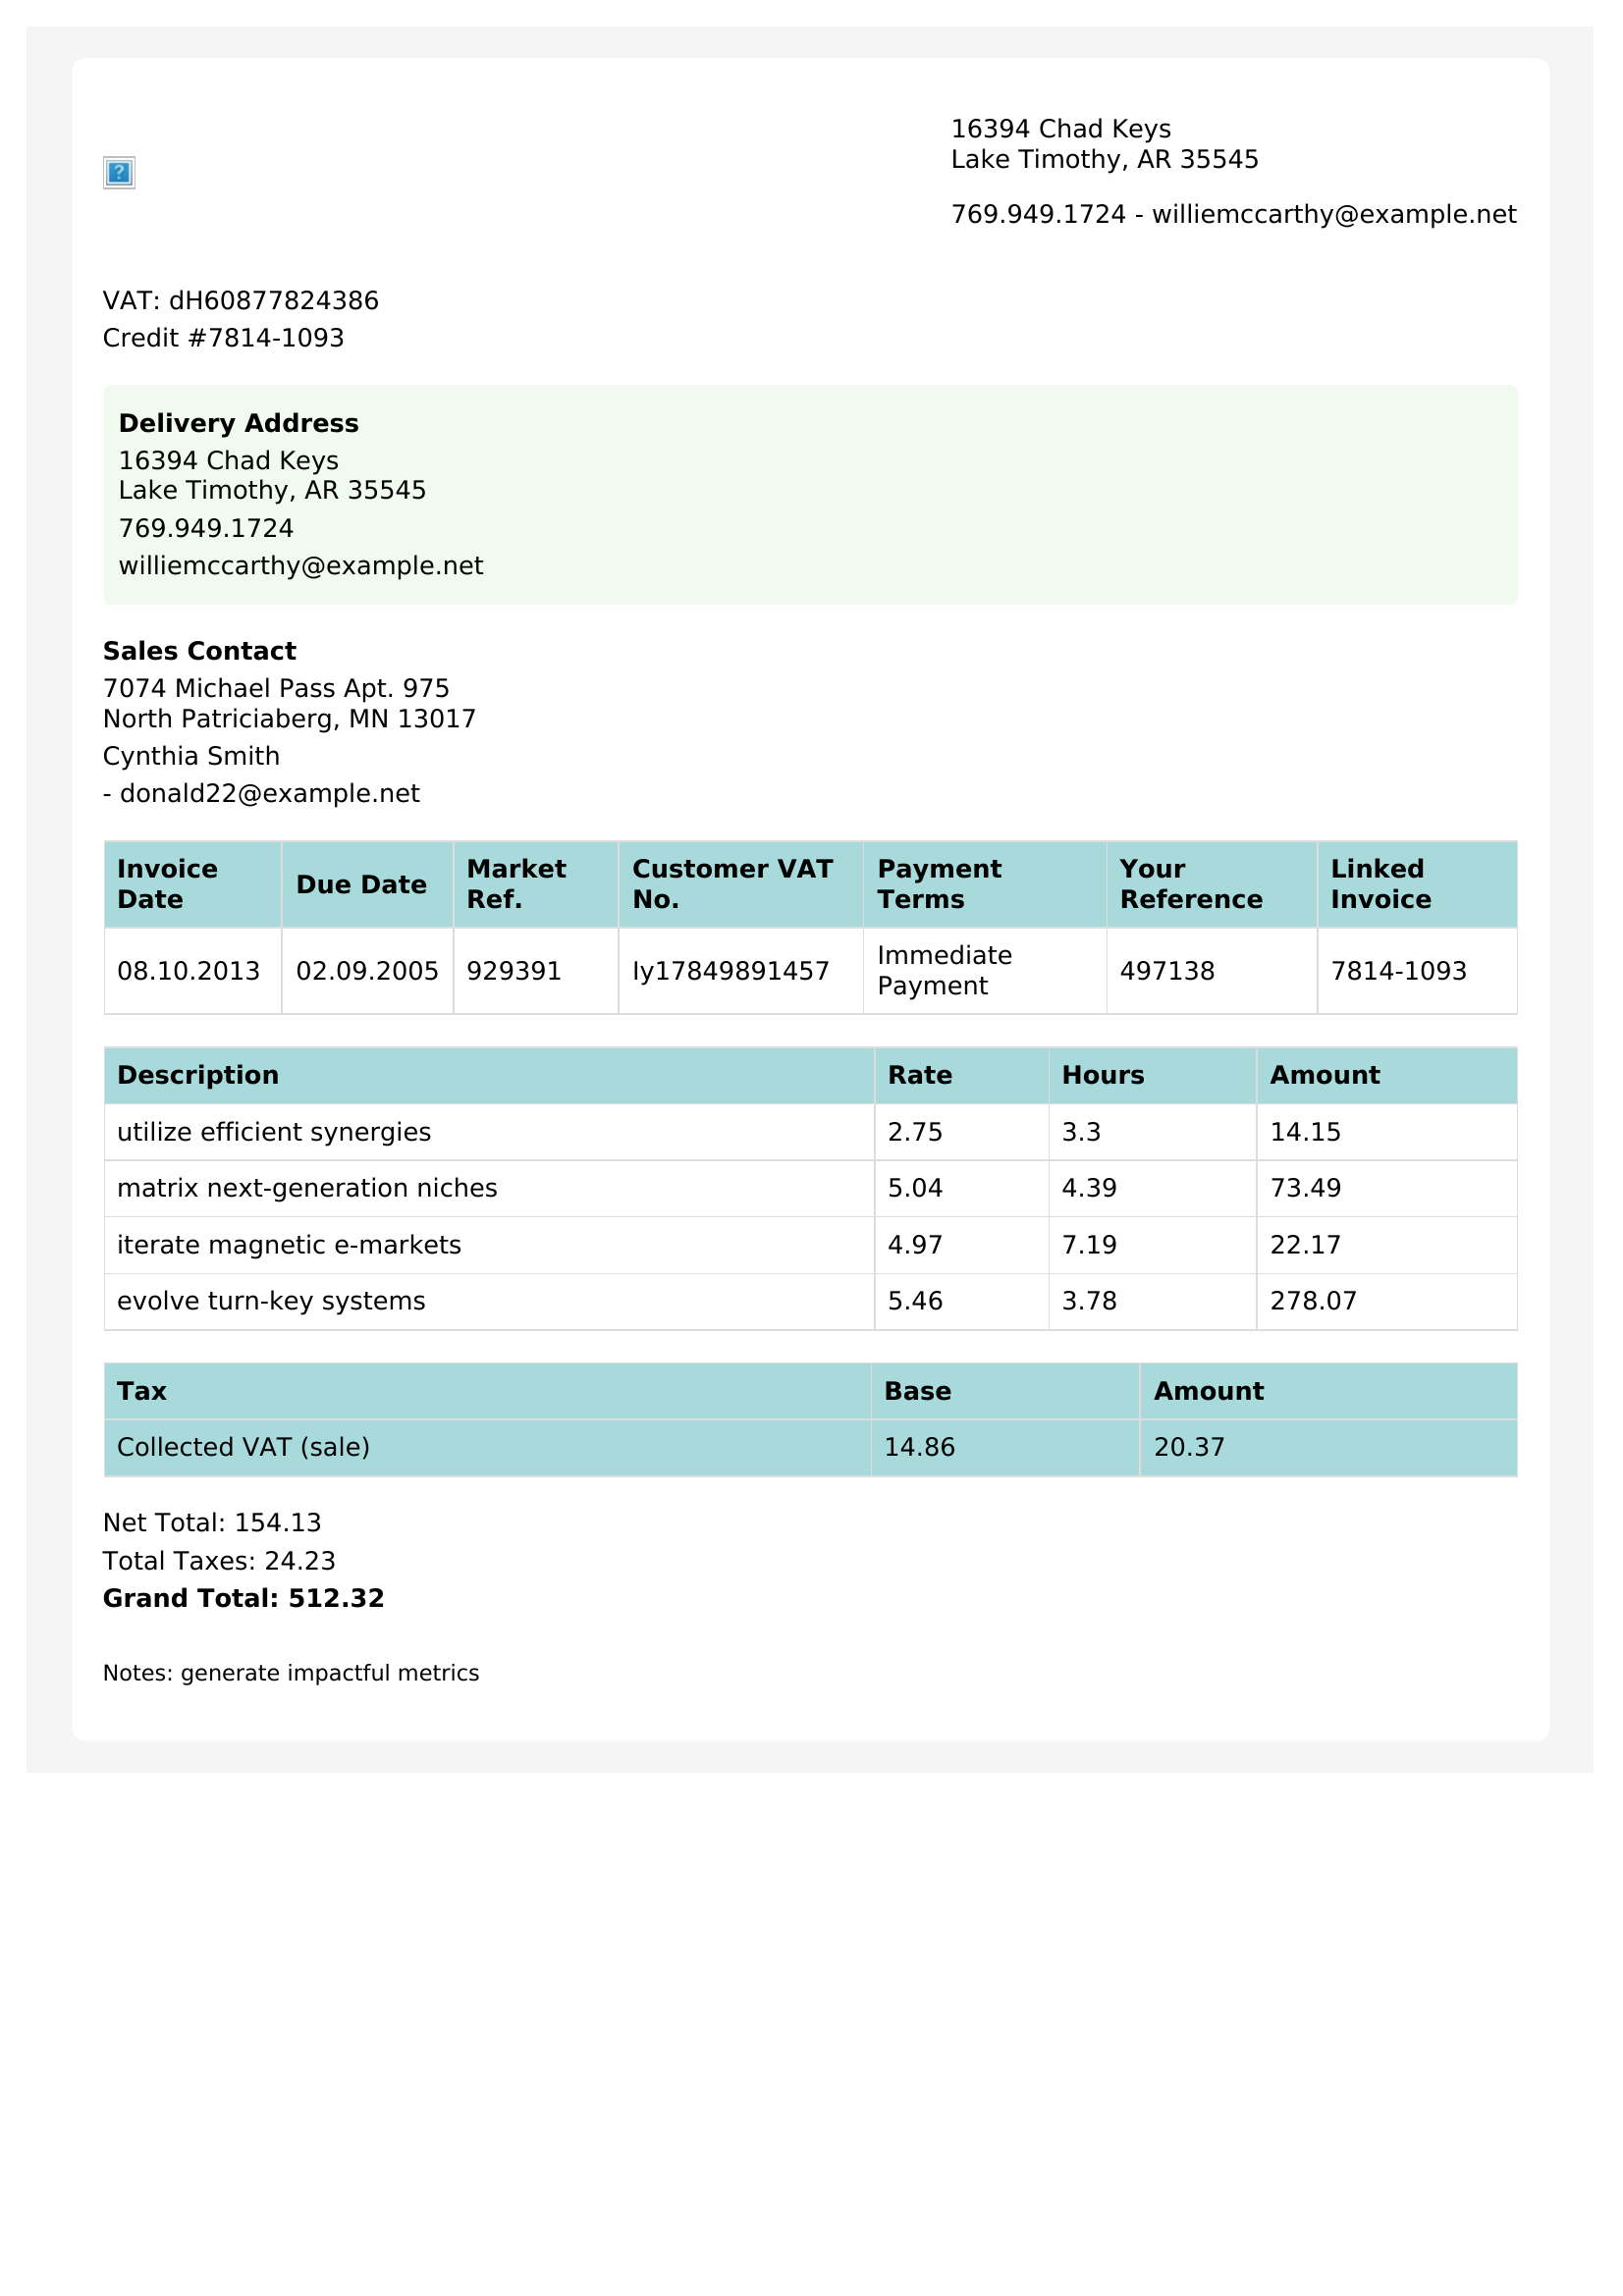 16394 Chad Keys
Lake Timothy, AR 35545
769.949.1724 - williemccarthy@example.net
VAT: dH60877824386
Credit #7814-1093
Delivery Address
16394 Chad Keys
Lake Timothy, AR 35545
769.949.1724
williemccarthy@example.net
Sales Contact
7074 Michael Pass Apt. 975
North Patriciaberg, MN 13017
Cynthia Smith
- donald22@example.net
Invoice Date Due Date Market Ref. Customer VAT No. Payment Terms Your Reference Linked Invoice
08.10.2013 02.09.2005 929391 Iy17849891457 Immediate Payment 497138 7814-1093
Description Rate Hours Amount
utilize efficient synergies 2.75 3.3 14.15
matrix next-generation niches 5.04 4.39 73.49
iterate magnetic e-markets 4.97 7.19 22.17
evolve turn-key systems 5.46 3.78 278.07
Tax Base Amount
Collected VAT (sale) 14.86 20.37
Net Total: 154.13
Total Taxes: 24.23
Grand Total: 512.32
Notes: generate impactful metrics